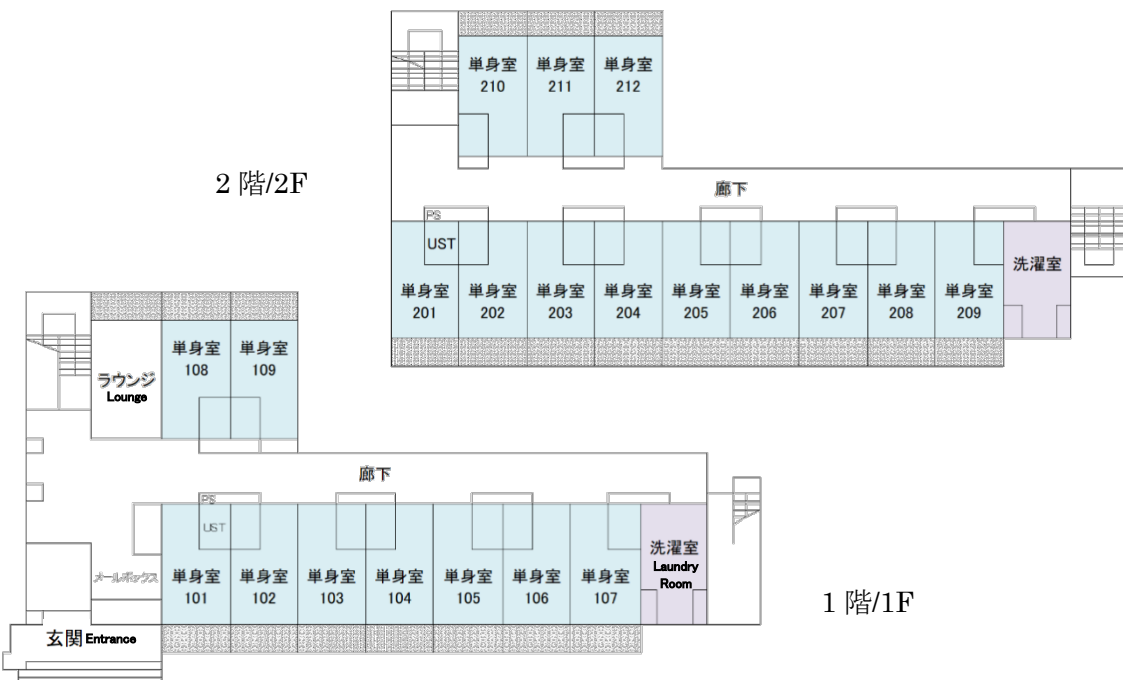 単身室
210
単身室
211
単身室
212
2 階/2F
廊下
PS
UST
単身室
201
単身室
202
単身室
203
単身室
204
単身室
205
単身室
206
単身室
207
単身室
208
単身室
209
洗濯室
ラウンジ
Lounge
単身室
108
単身室
109
廊下
PS
UST
メールボックス
単身室
101
単身室
102
単身室
103
単身室
104
単身室
105
単身室
106
単身室
107
洗濯室
Laundry
Room
1 階/1F
玄関 Entrance